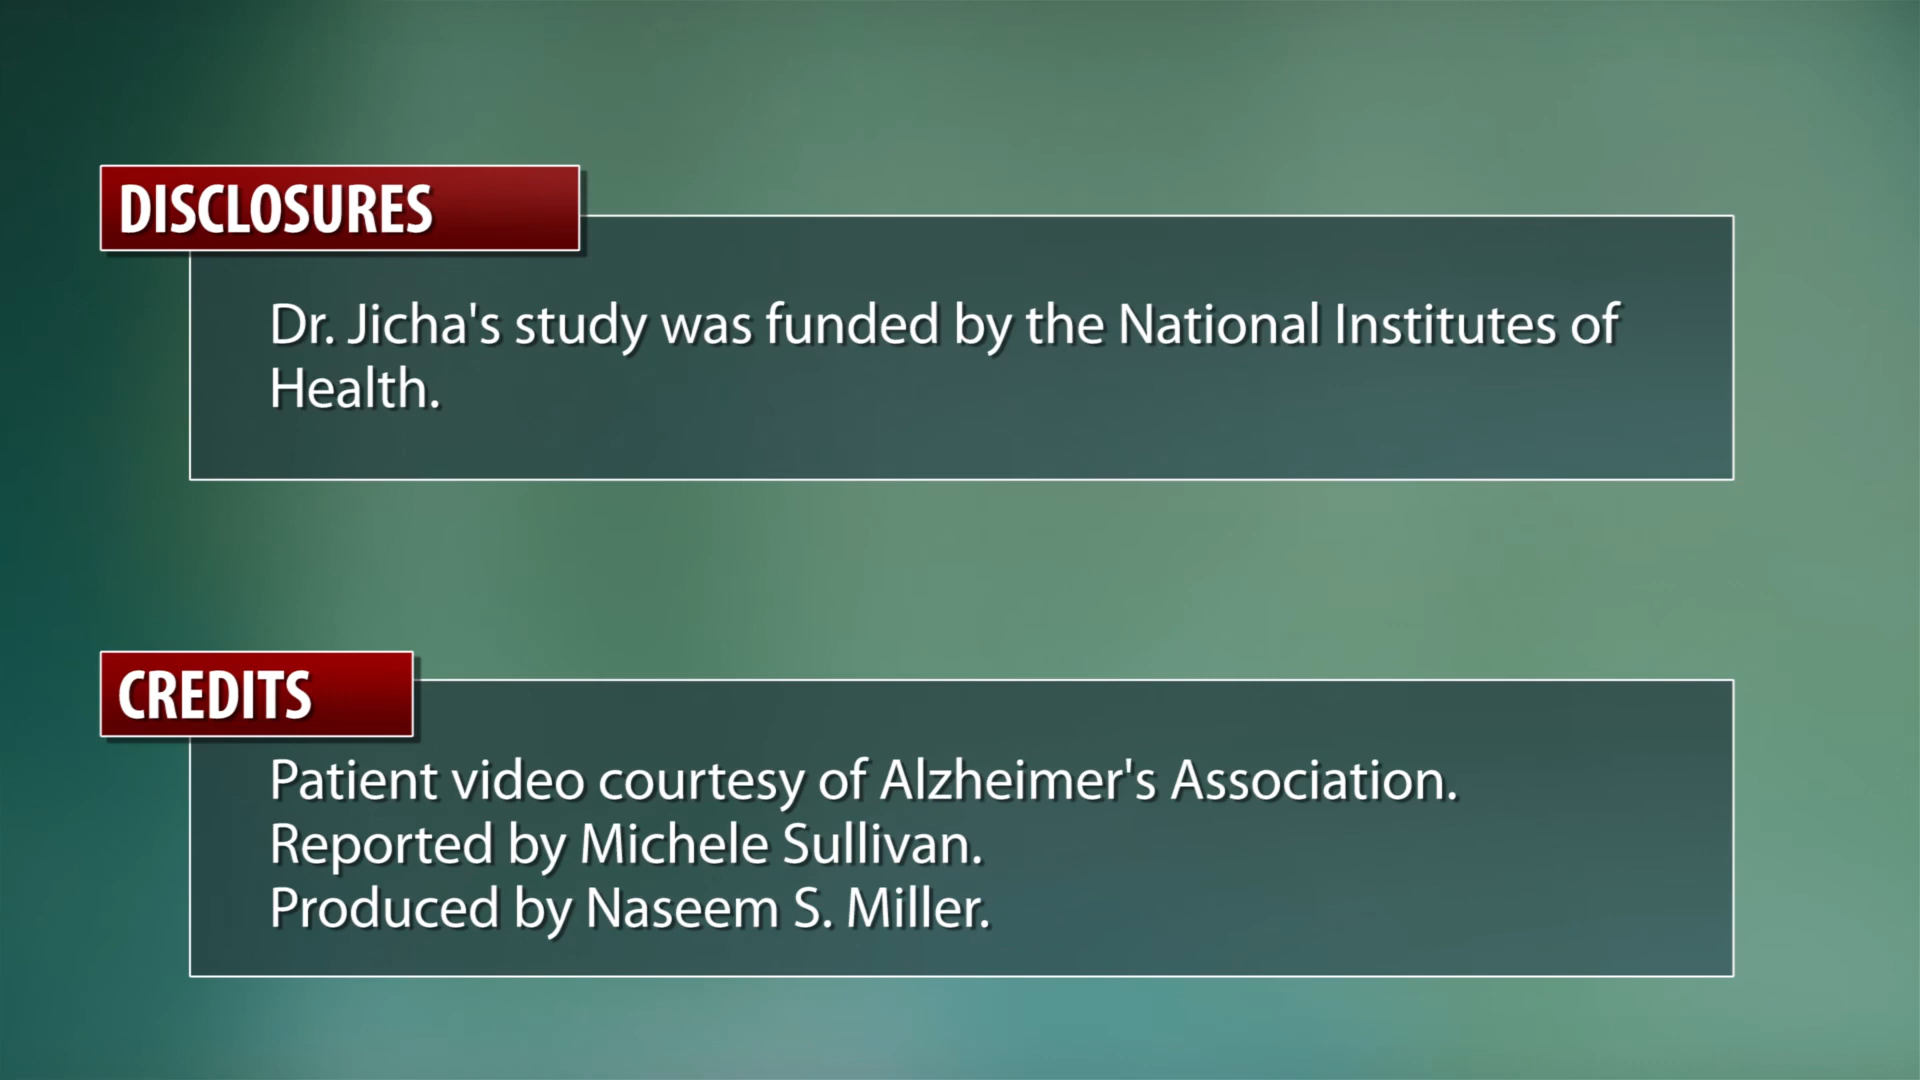 DISCLOSURES
Dr. Jicha's study was funded by the National Institutes of
Health.
CREDITS
Patient video courtesy of Alzheimer's Association.
Reported by Michele Sullivan.
Produced by Naseem S. Miller.